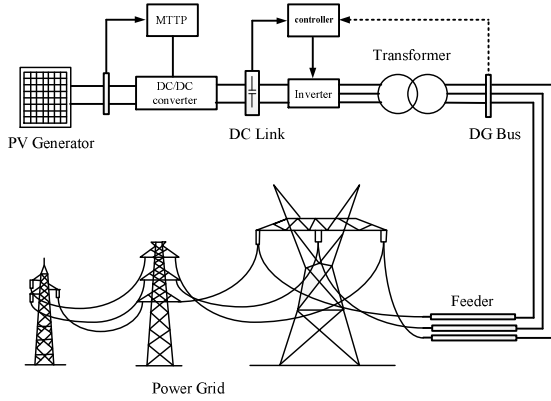 MTTP
controller
Transformer
DC/DC
converter
Inverter
PV Generator
DC Link
DG Bus
Feeder
Power Grid